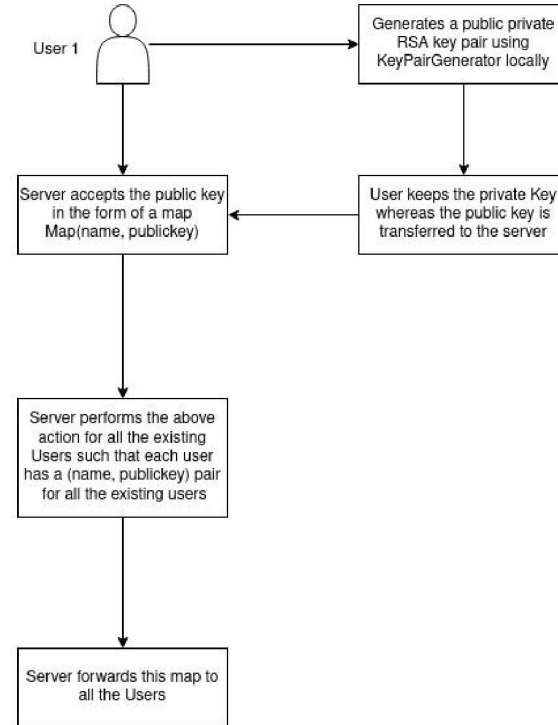 User 1
Generates a public private
RSA key pair using
KeyPairGenerator locally
Server accepts the public key
in the form of a map
Map(name, publickey)
User keeps the private Key
whereas the public key is
transferred to the server
Server performs the above
action for all the existing
Users such that each user
has a (name, publickey) pair
for all the existing users
Server forwards this map to
all the Users